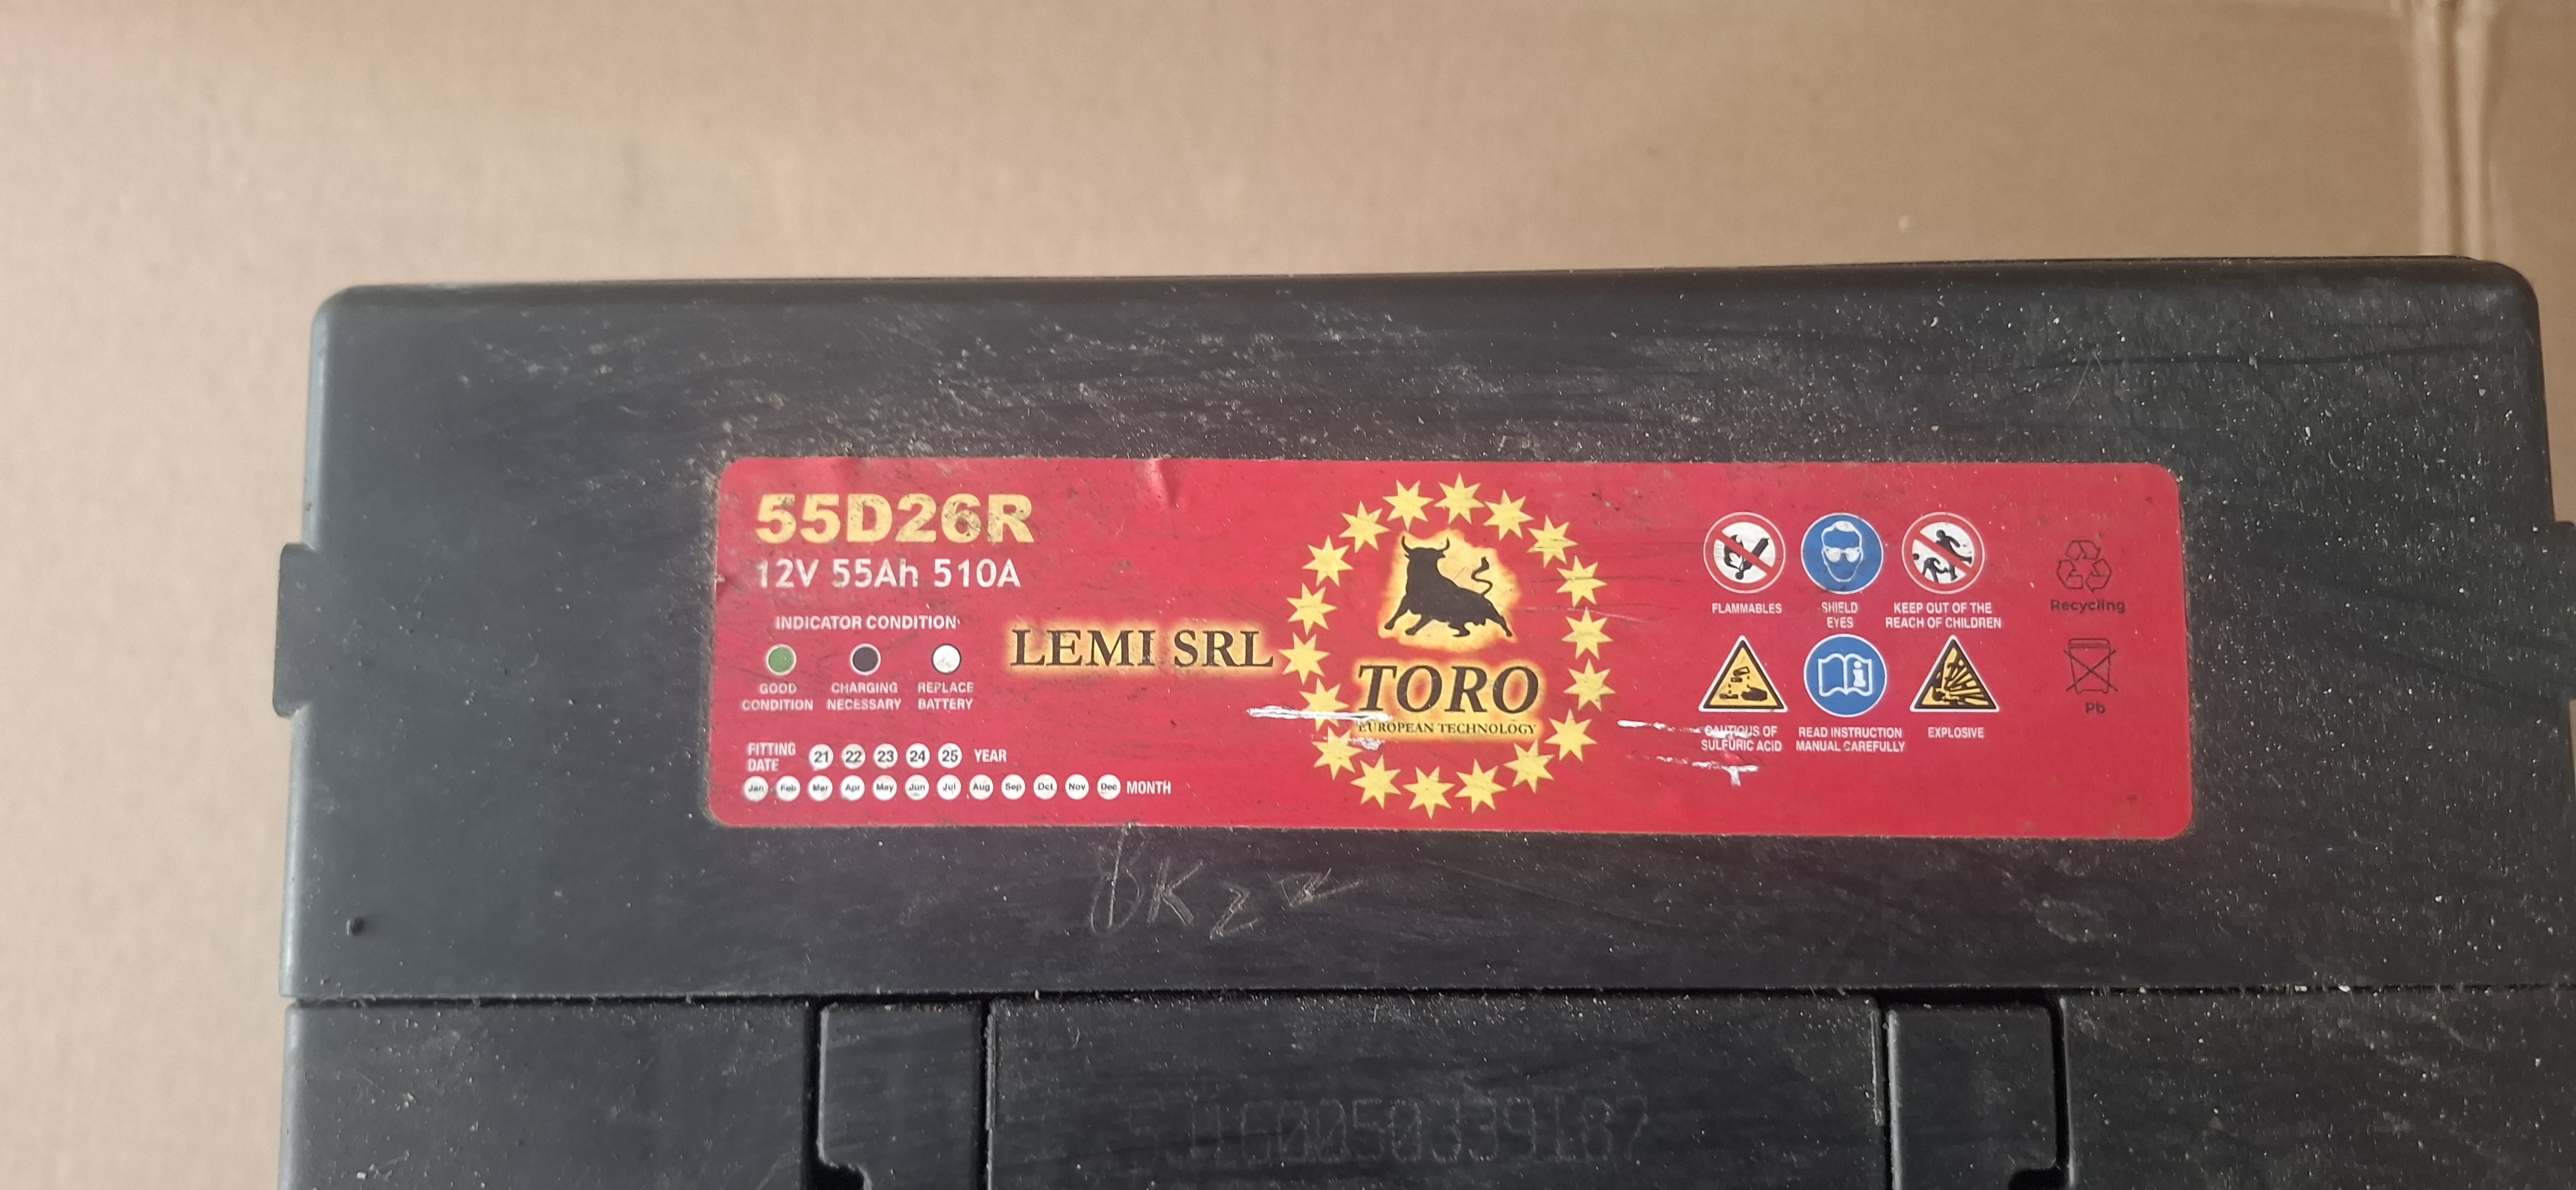 55D26R
12V 55Ah 510A
INDICATOR CONDITION
GOOD CONDITION
CHARGING NECESSARY
REPLACE BATTERY
FITTING DATE 21 22 23 24 25 YEAR
Jan Feb Mar Apr May Jun Jul Aug Sep Oct Nov Dec MONTH
LEMI SRL
TORO
EUROPEAN TECHNOLOGY
FLAMMABLES
SHIELD EYES
KEEP OUT OF THE REACH OF CHILDREN
CAUTIOUS OF SULFURIC ACID
READ INSTRUCTION MANUAL CAREFULLY
EXPLOSIVE
Recycling
Pb